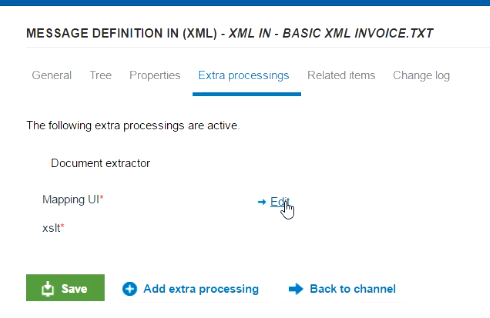 MESSAGE DEFINITION IN (XML) - XML IN - BASIC XML INVOICE.TXT
General Tree Properties Extra processings Related items Change log
The following extra processings are active.
Document extractor
Mapping UI* Edit
xslt*
Save Add extra processing Back to channel